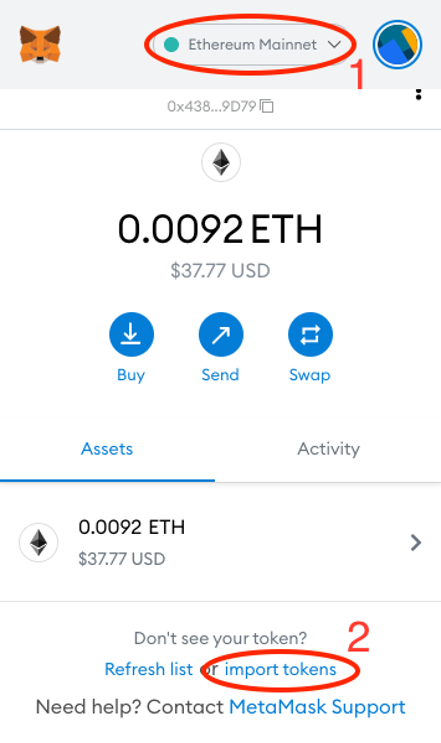 Ethereum Mainnet
1
0x438...9D79
0.0092 ETH
$37.77 USD
Buy Send Swap
Assets Activity
0.0092 ETH
$37.77 USD
2
Don't see your token?
Refresh list or import tokens
Need help? Contact MetaMask Support